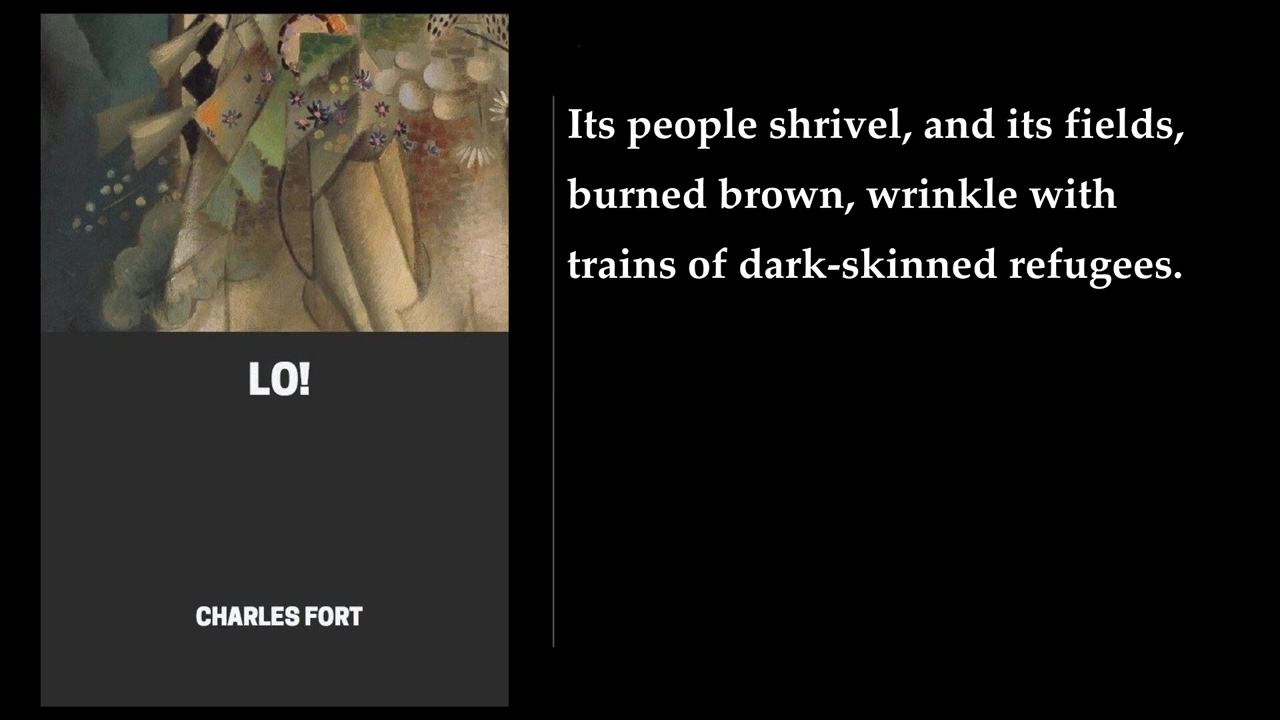 LO!
CHARLES FORT
Its people shrivel, and its fields,
burned brown, wrinkle with
trains of dark-skinned refugees.